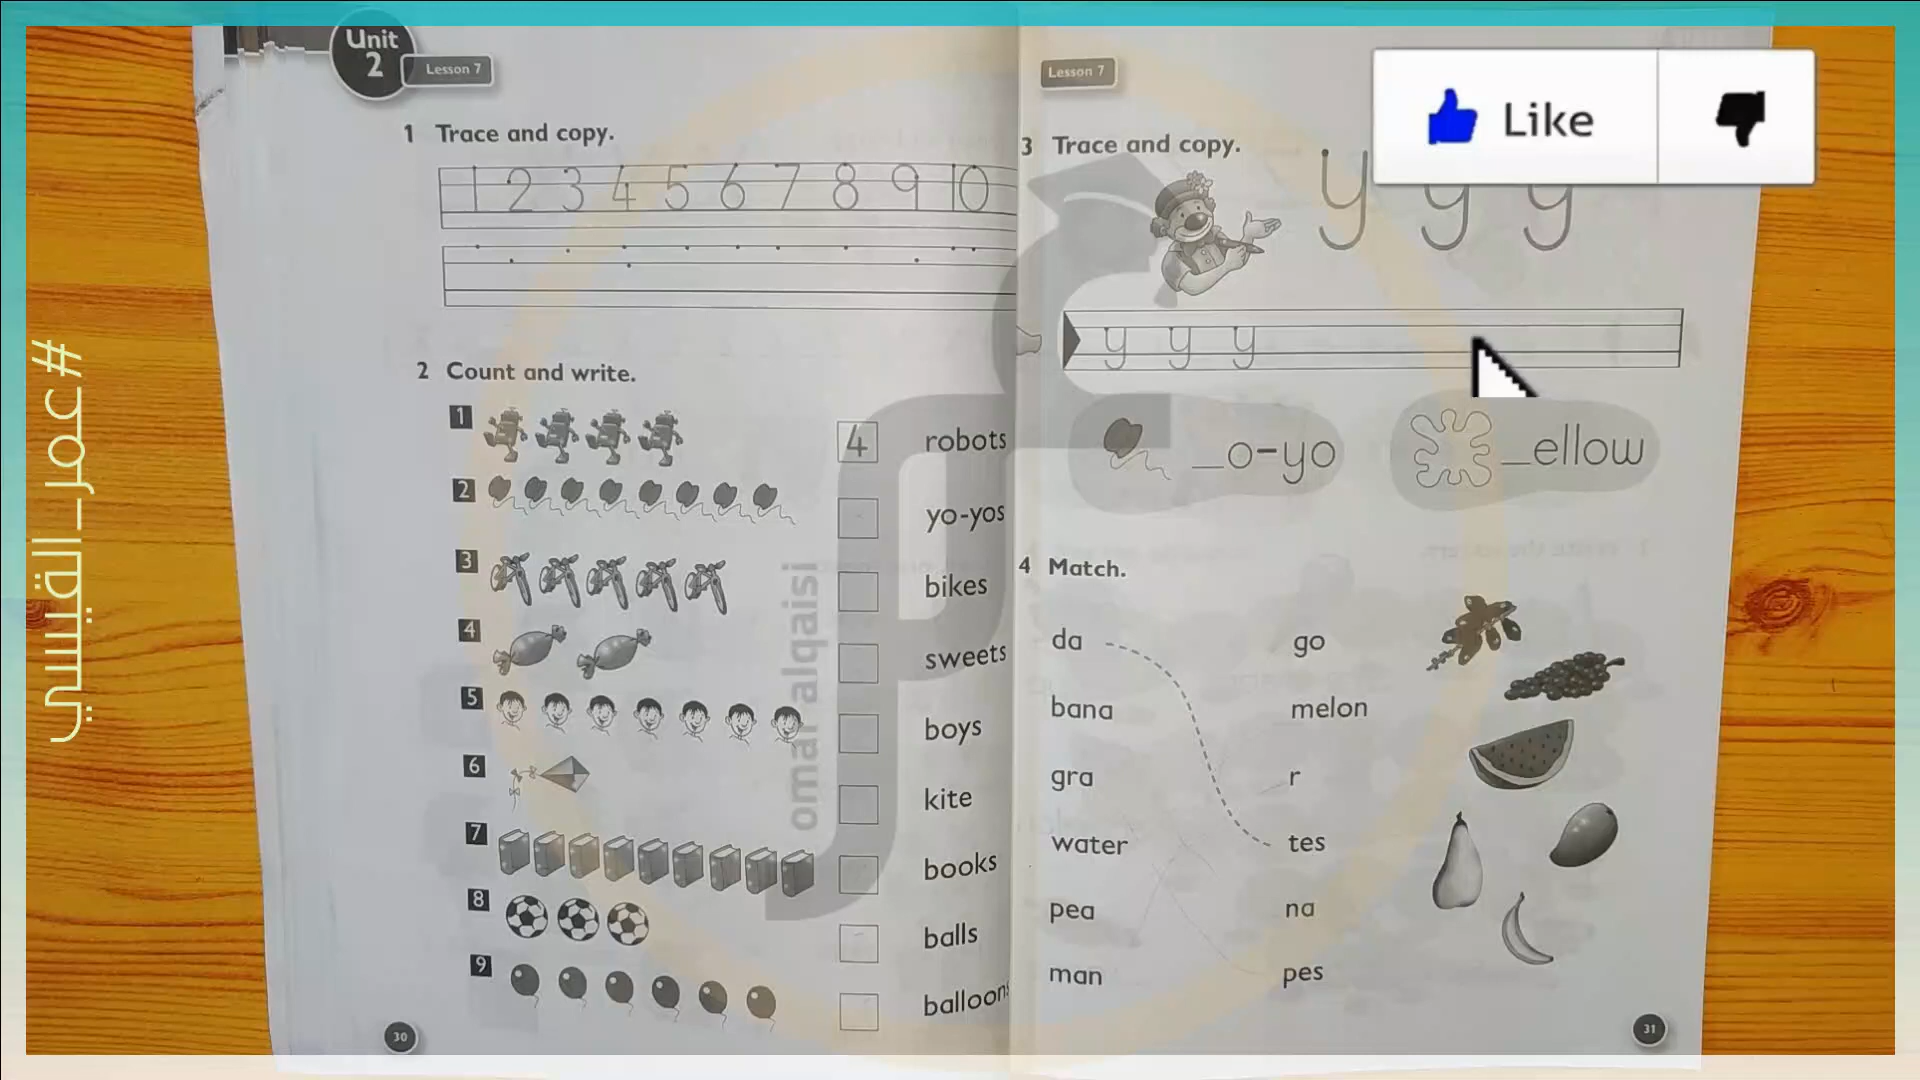 #عمر_القيسي
Unit
2
Lesson 7
1 Trace and copy.
1 2 3 4 5 6 7 8 9 10
2 Count and write.
1 4 robots
2 yo-yos
3 bikes
4 sweets
5 boys
6 kite
7 books
8 balls
9 balloons
30
omar alqaisi
Lesson 7
3 Trace and copy.
y y y
y y y
_o-yo
_ellow
4 Match.
da go
bana melon
gra r
water tes
pea na
man pes
31
Like